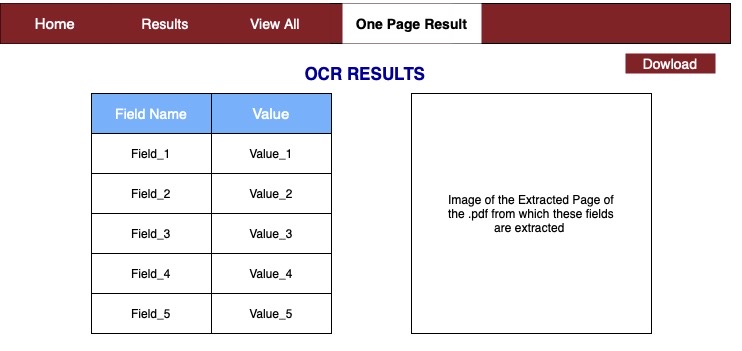 Home Results View All One Page Result
Dowload
OCR RESULTS
Field Name Value
Field_1 Value_1
Field_2 Value_2
Field_3 Value_3
Field_4 Value_4
Field_5 Value_5
Image of the Extracted Page of
the .pdf from which these fields
are extracted